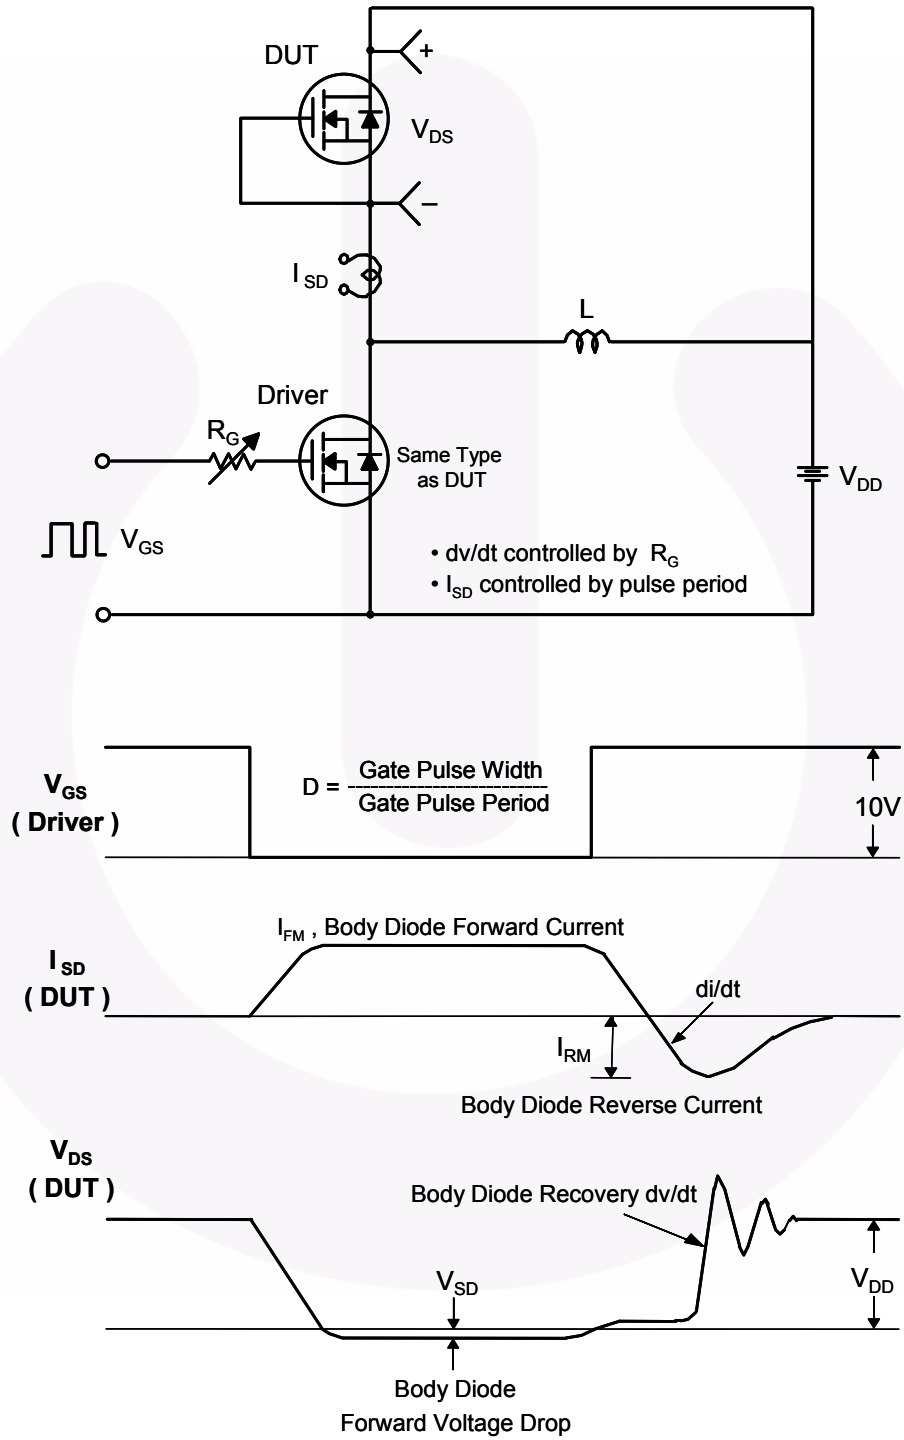 DUT
+
V_DS
−
I_SD
L
Driver
R_G
Same Type
as DUT
V_DD
V_GS
• dv/dt controlled by R_G
• I_SD controlled by pulse period
V_GS
( Driver )
D = Gate Pulse Width
Gate Pulse Period
10V
I_FM , Body Diode Forward Current
I_SD
( DUT )
di/dt
I_RM
Body Diode Reverse Current
V_DS
( DUT )
Body Diode Recovery dv/dt
V_SD
V_DD
Body Diode
Forward Voltage Drop